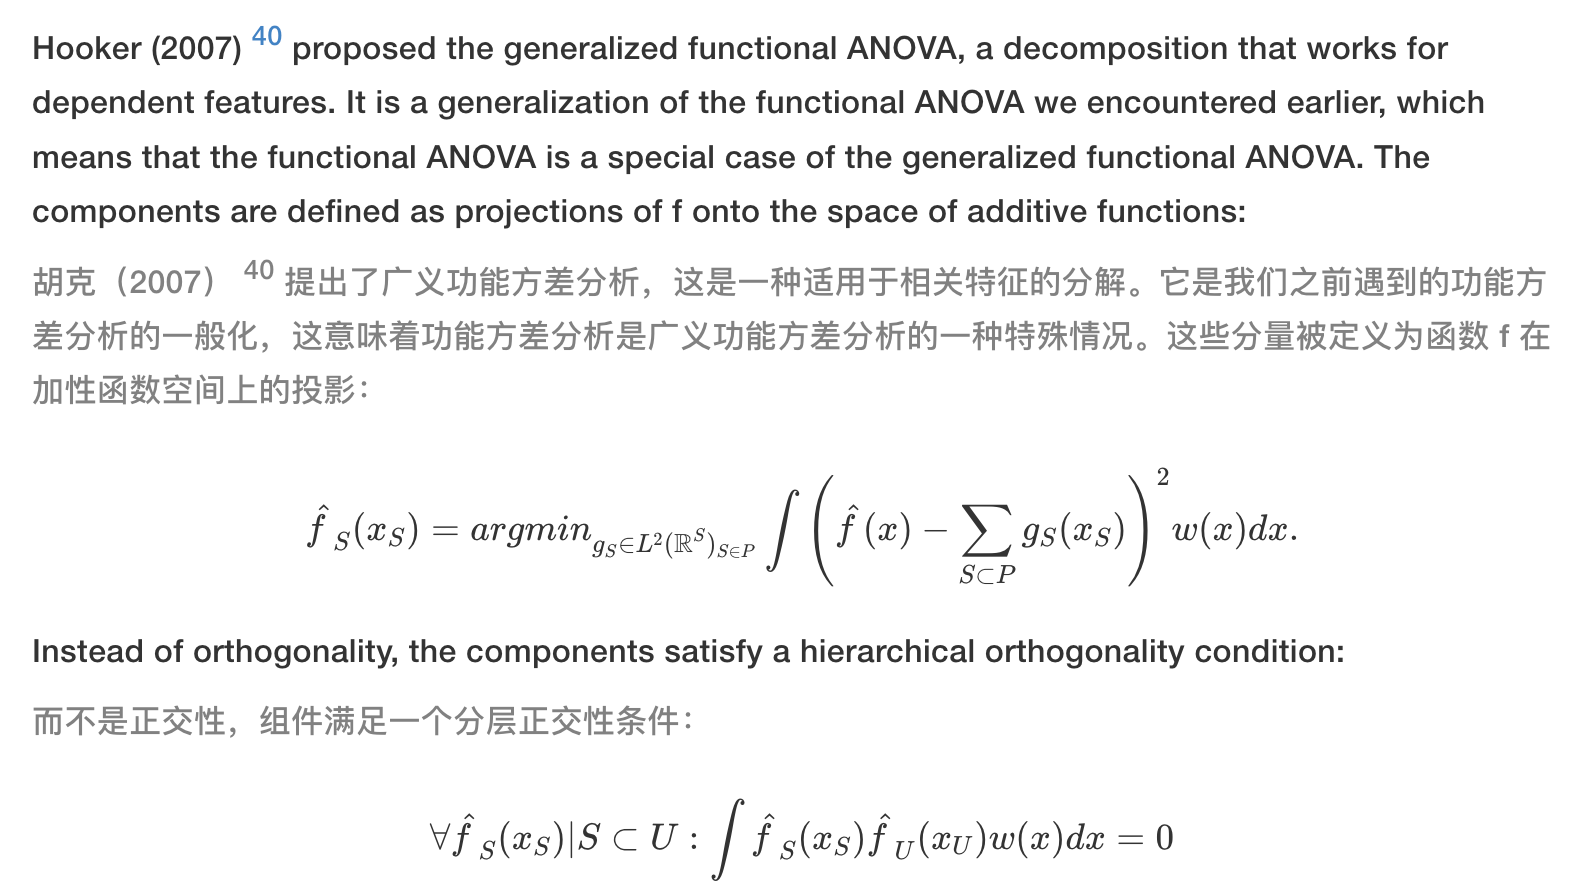 Hooker (2007) 40 proposed the generalized functional ANOVA, a decomposition that works for
dependent features. It is a generalization of the functional ANOVA we encountered earlier, which
means that the functional ANOVA is a special case of the generalized functional ANOVA. The
components are defined as projections of f onto the space of additive functions:
胡克（2007） 40 提出了广义功能方差分析，这是一种适用于相关特征的分解。它是我们之前遇到的功能方
差分析的一般化，这意味着功能方差分析是广义功能方差分析的一种特殊情况。这些分量被定义为函数 f 在
加性函数空间上的投影：
$\hat{f}_S(x_S) = argmin_{g_S \in L^2(\mathbb{R}^S)_{S \in P}} \int \left( \hat{f}(x) - \sum_{S \subset P} g_S(x_S) \right)^2 w(x)dx.$
Instead of orthogonality, the components satisfy a hierarchical orthogonality condition:
而不是正交性，组件满足一个分层正交性条件：
$\forall \hat{f}_S(x_S) | S \subset U : \int \hat{f}_S(x_S) \hat{f}_U(x_U) w(x)dx = 0$